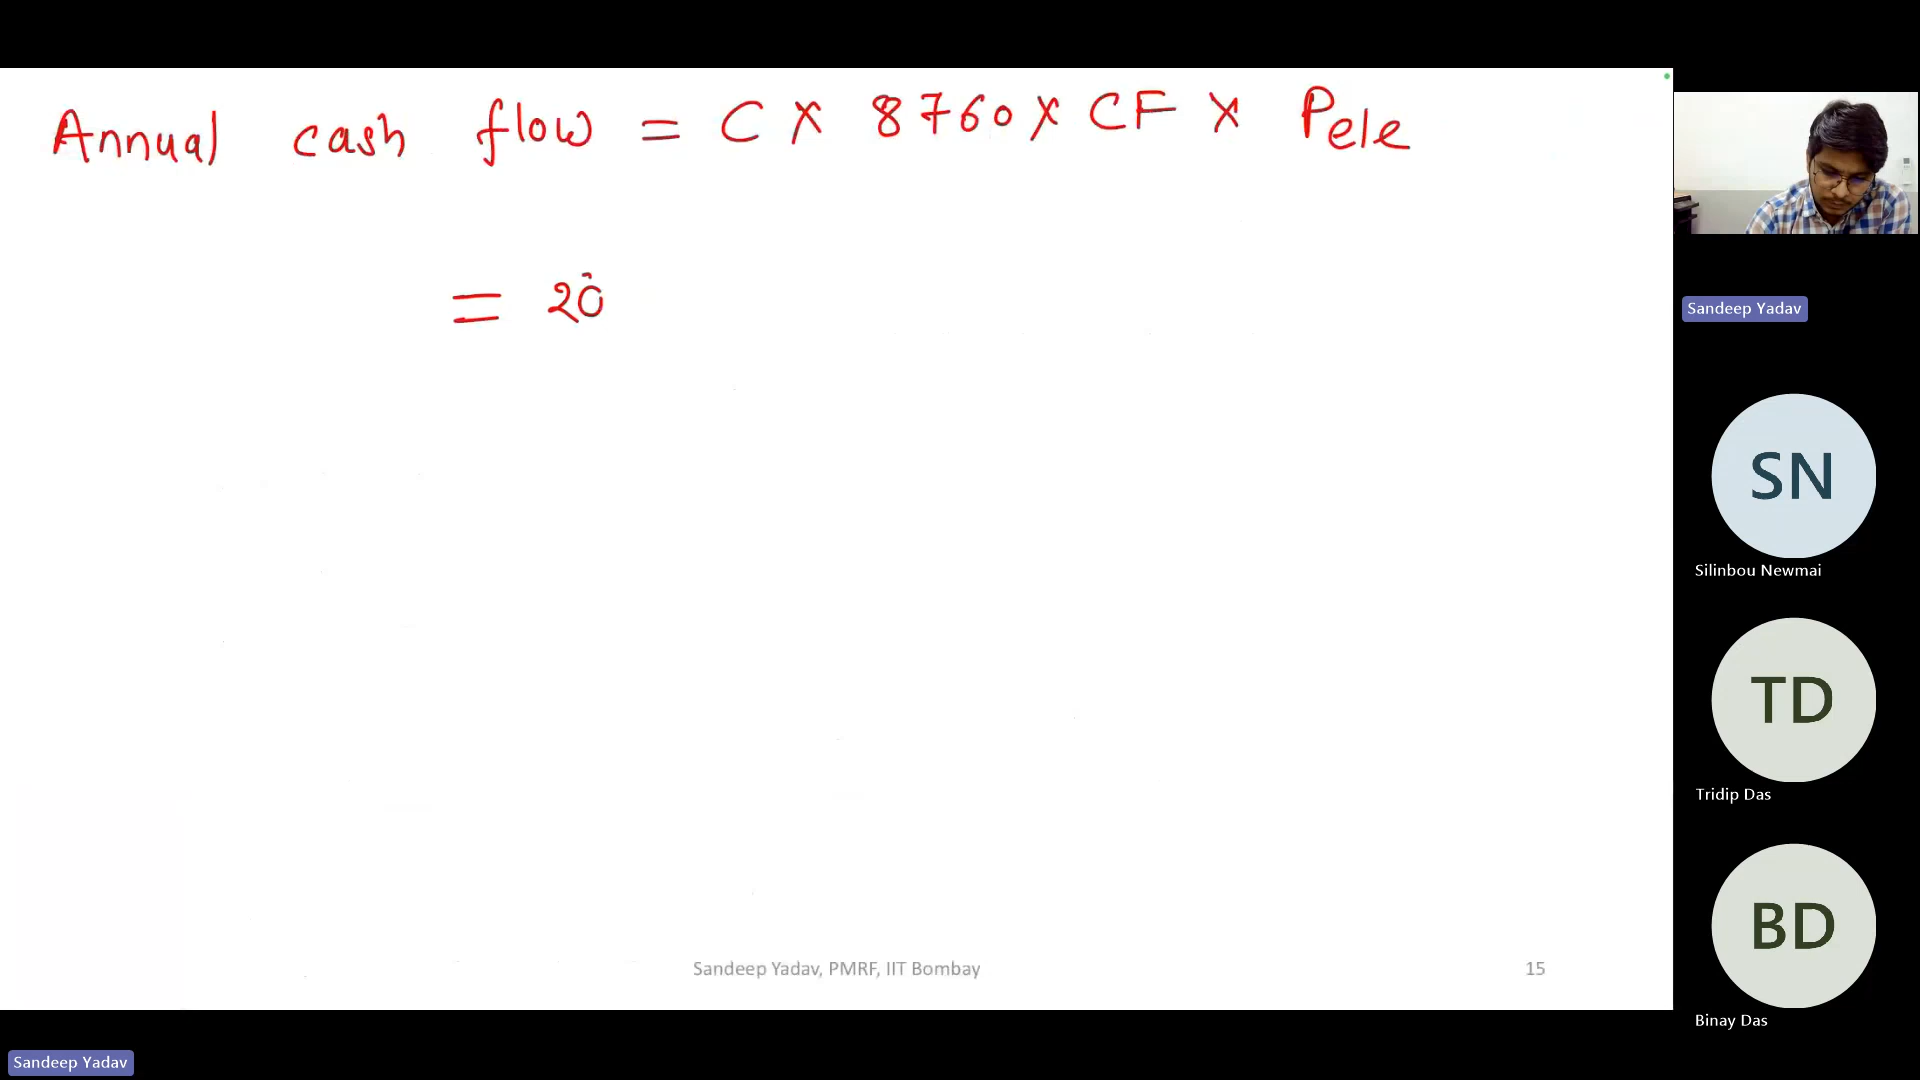 Annual cash flow = C X 8760 X CF X Pele
= 20
Sandeep Yadav, PMRF, IIT Bombay
15
Sandeep Yadav
SN
Silinbou Newmai
TD
Tridip Das
BD
Binay Das
Sandeep Yadav